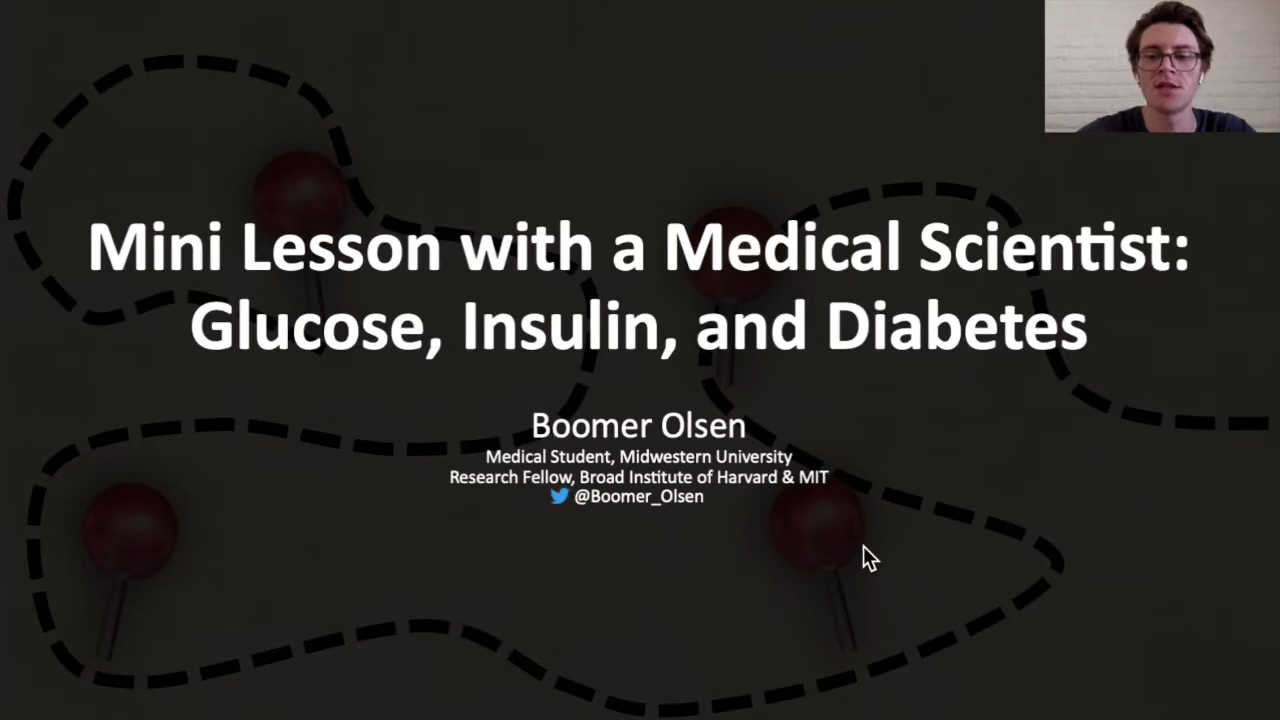 Mini Lesson with a Medical Scientist:
Glucose, Insulin, and Diabetes
Boomer Olsen
Medical Student, Midwestern University
Research Fellow, Broad Institute of Harvard & MIT
@Boomer_Olsen